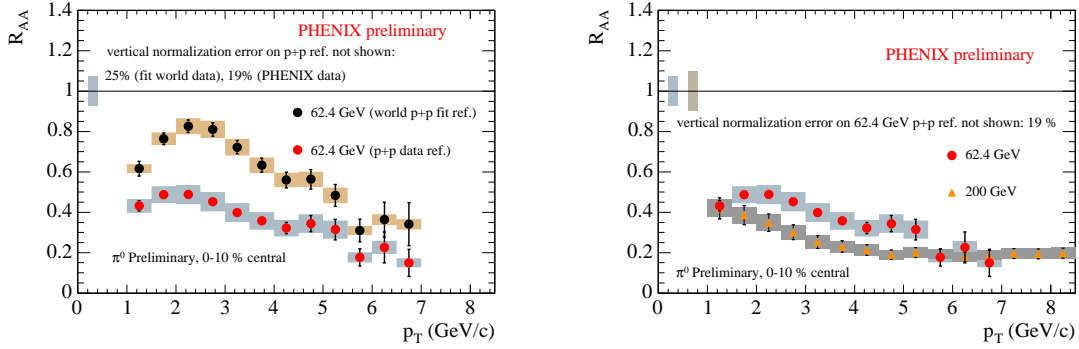 PHENIX preliminary
vertical normalization error on p+p ref. not shown:
25% (fit world data), 19% (PHENIX data)
62.4 GeV (world p+p fit ref.)
62.4 GeV (p+p data ref.)
π⁰ Preliminary, 0-10 % central
R_AA
1.4
1.2
1
0.8
0.6
0.4
0.2
0
0 1 2 3 4 5 6 7 8
p_T (GeV/c)
PHENIX preliminary
vertical normalization error on 62.4 GeV p+p ref. not shown: 19 %
62.4 GeV
200 GeV
π⁰ Preliminary, 0-10 % central
R_AA
1.4
1.2
1
0.8
0.6
0.4
0.2
0
0 1 2 3 4 5 6 7 8
p_T (GeV/c)